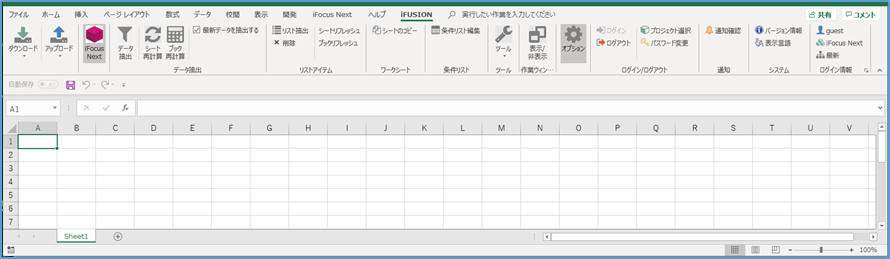 ファイル ホーム 挿入 ページ レイアウト 数式 データ 校閲 表示 開発 iFocus Next ヘルプ iFUSION 実行したい作業を入力してください 共有 コメント
ダウンロード アップロード
iFocus Next
データ抽出
シート再計算
ブック再計算
最新データを抽出する
データ抽出
リスト抽出 シートリフレッシュ
削除 ブックリフレッシュ
リストアイテム
シートのコピー
ワークシート
条件リスト編集
条件リスト
ツール
ツール
表示/非表示
作業ウィン...
オプション
ログイン プロジェクト選択
ログアウト パスワード変更
ログイン/ログアウト
通知確認
通知
バージョン情報
表示言語
システム
guest
iFocus Next
最新
ログイン情報
自動保存 オフ
A1 fx
A B C D E F G H I J K L M N O P Q R S T U V
1
2
3
4
5
6
7
Sheet1
100%